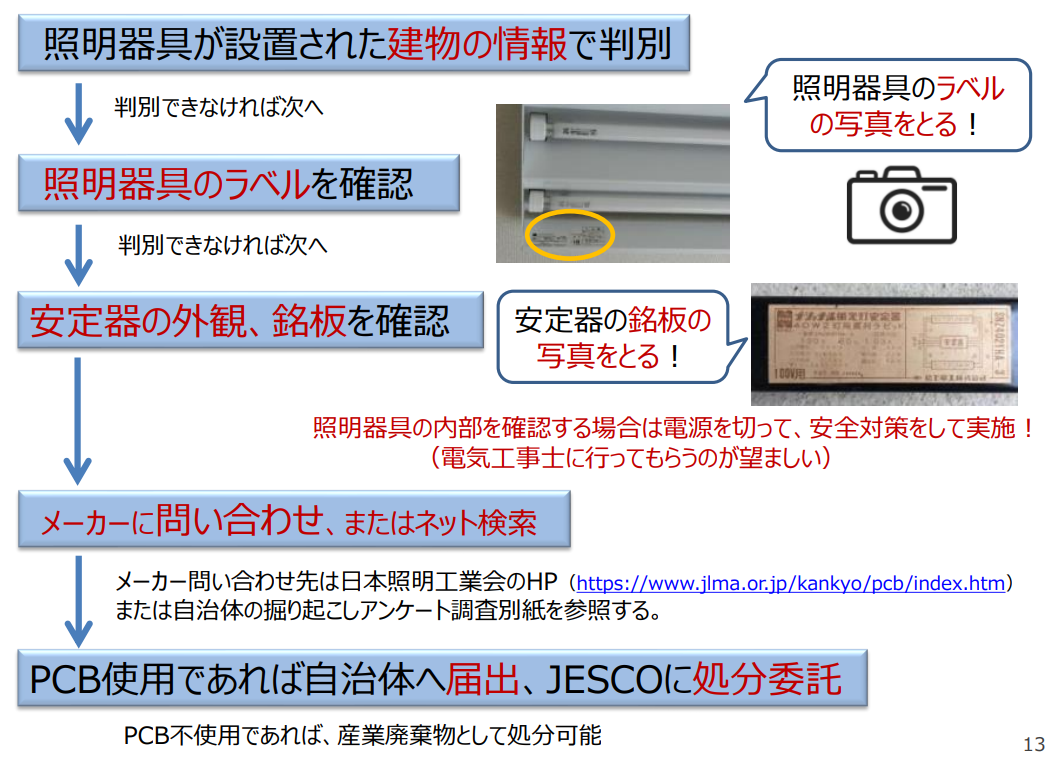 照明器具が設置された建物の情報で判別
判別できなければ次へ
照明器具のラベル
の写真をとる！
照明器具のラベルを確認
判別できなければ次へ
安定器の外観、銘板を確認
安定器の銘板の
写真をとる！
100V用
照明器具の内部を確認する場合は電源を切って、安全対策をして実施！
（電気工事士に行ってもらうのが望ましい）
メーカーに問い合わせ、またはネット検索
メーカー問い合わせ先は日本照明工業会のHP（https://www.jlma.or.jp/kankyo/pcb/index.htm）
または自治体の掘り起こしアンケート調査別紙を参照する。
PCB使用であれば自治体へ届出、JESCOに処分委託
PCB不使用であれば、産業廃棄物として処分可能
13